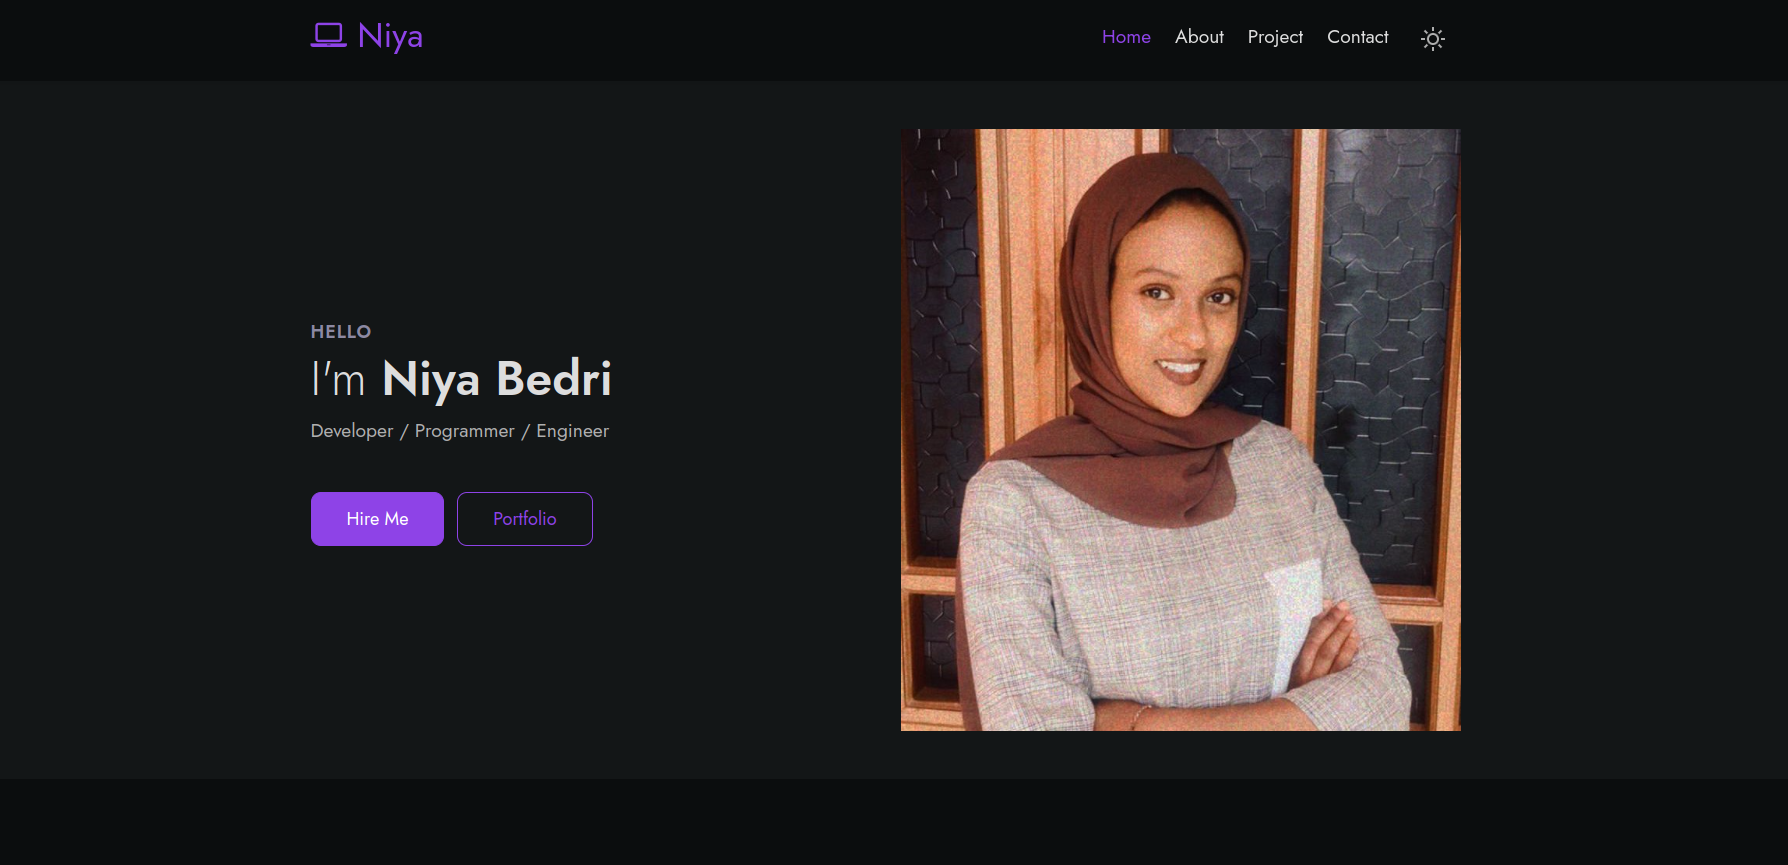 Niya
Home About Project Contact
HELLO
I'm Niya Bedri
Developer / Programmer / Engineer
Hire Me Portfolio